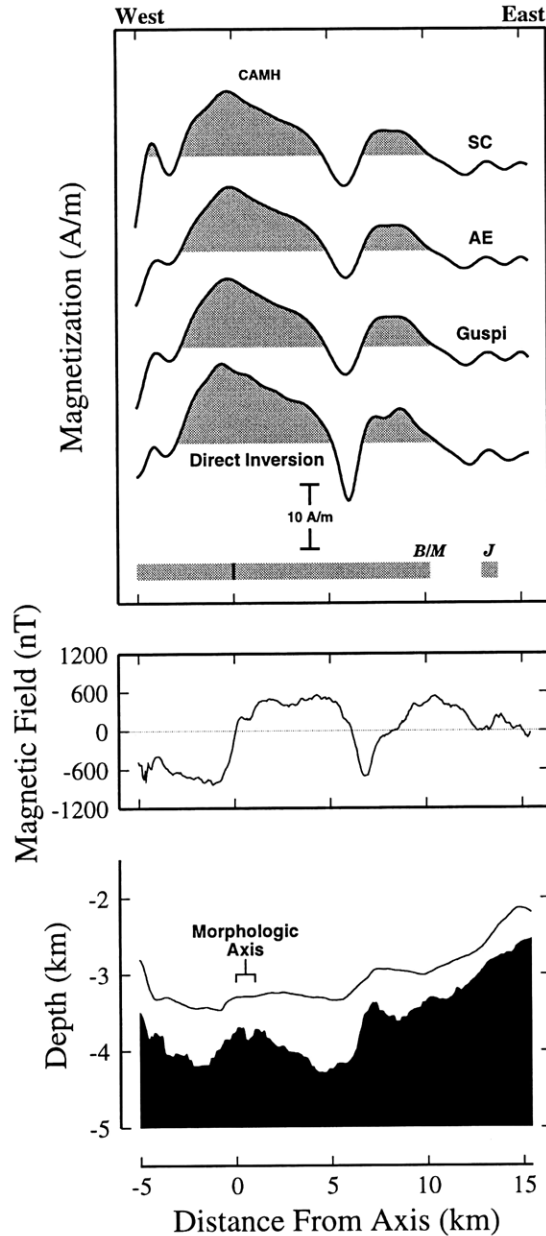 West East
CAMH
SC
AE
Guspi
Direct Inversion
10 A/m
B/M J
Magnetization (A/m)
1200
600
0
-600
-1200
Magnetic Field (nT)
Morphologic
Axis
-2
-3
-4
-5
Depth (km)
-5 0 5 10 15
Distance From Axis (km)